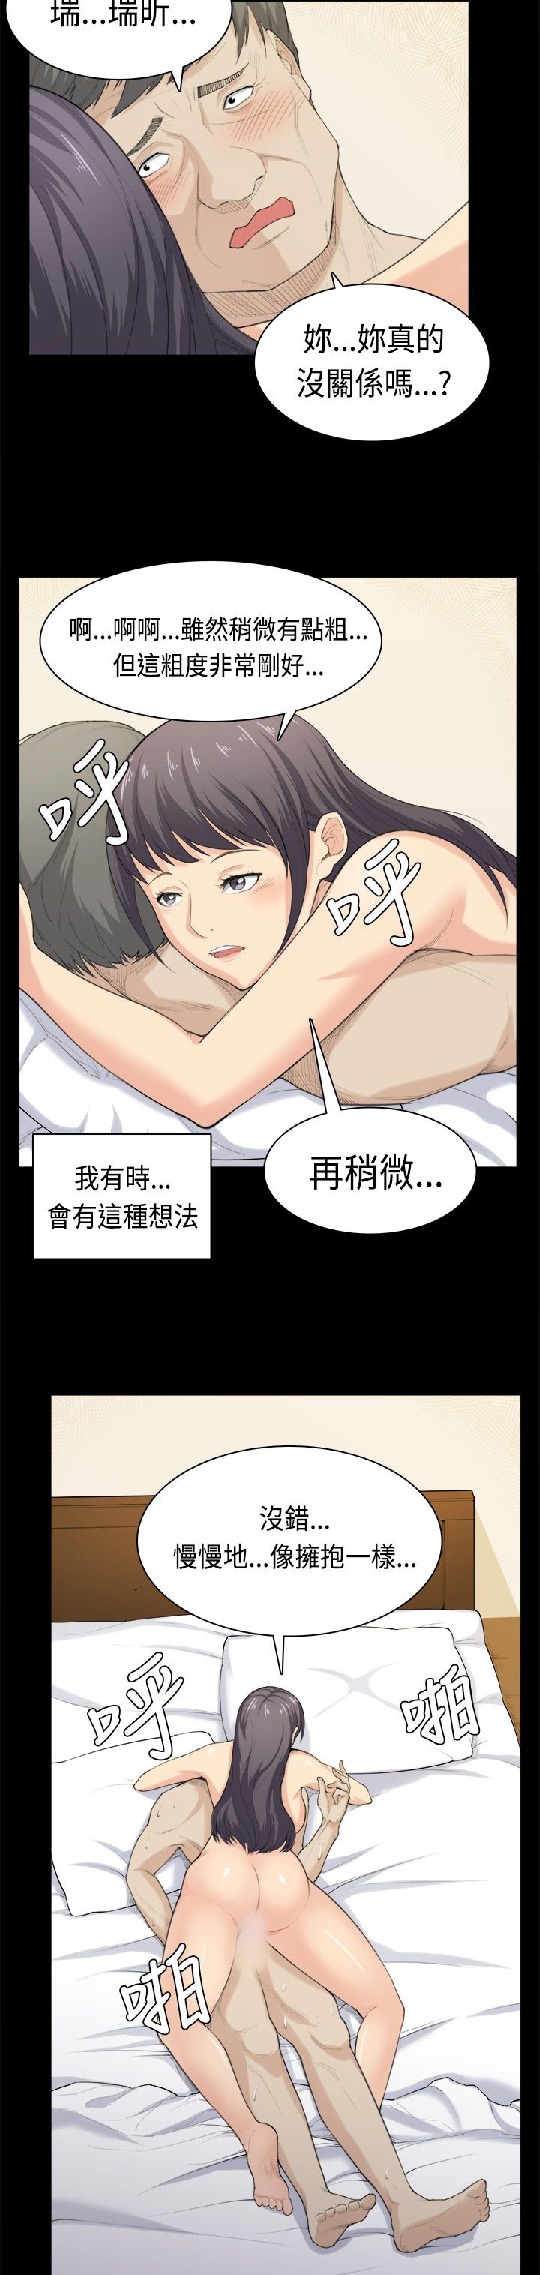 瑞...瑞昕...
妳...妳真的
沒關係嗎...?
啊...啊啊...雖然稍微有點粗...
但這粗度非常剛好...
呼
呼
再稍微...
我有時...
會有這種想法
沒錯...
慢慢地...像擁抱一樣...
呼
啪
啪